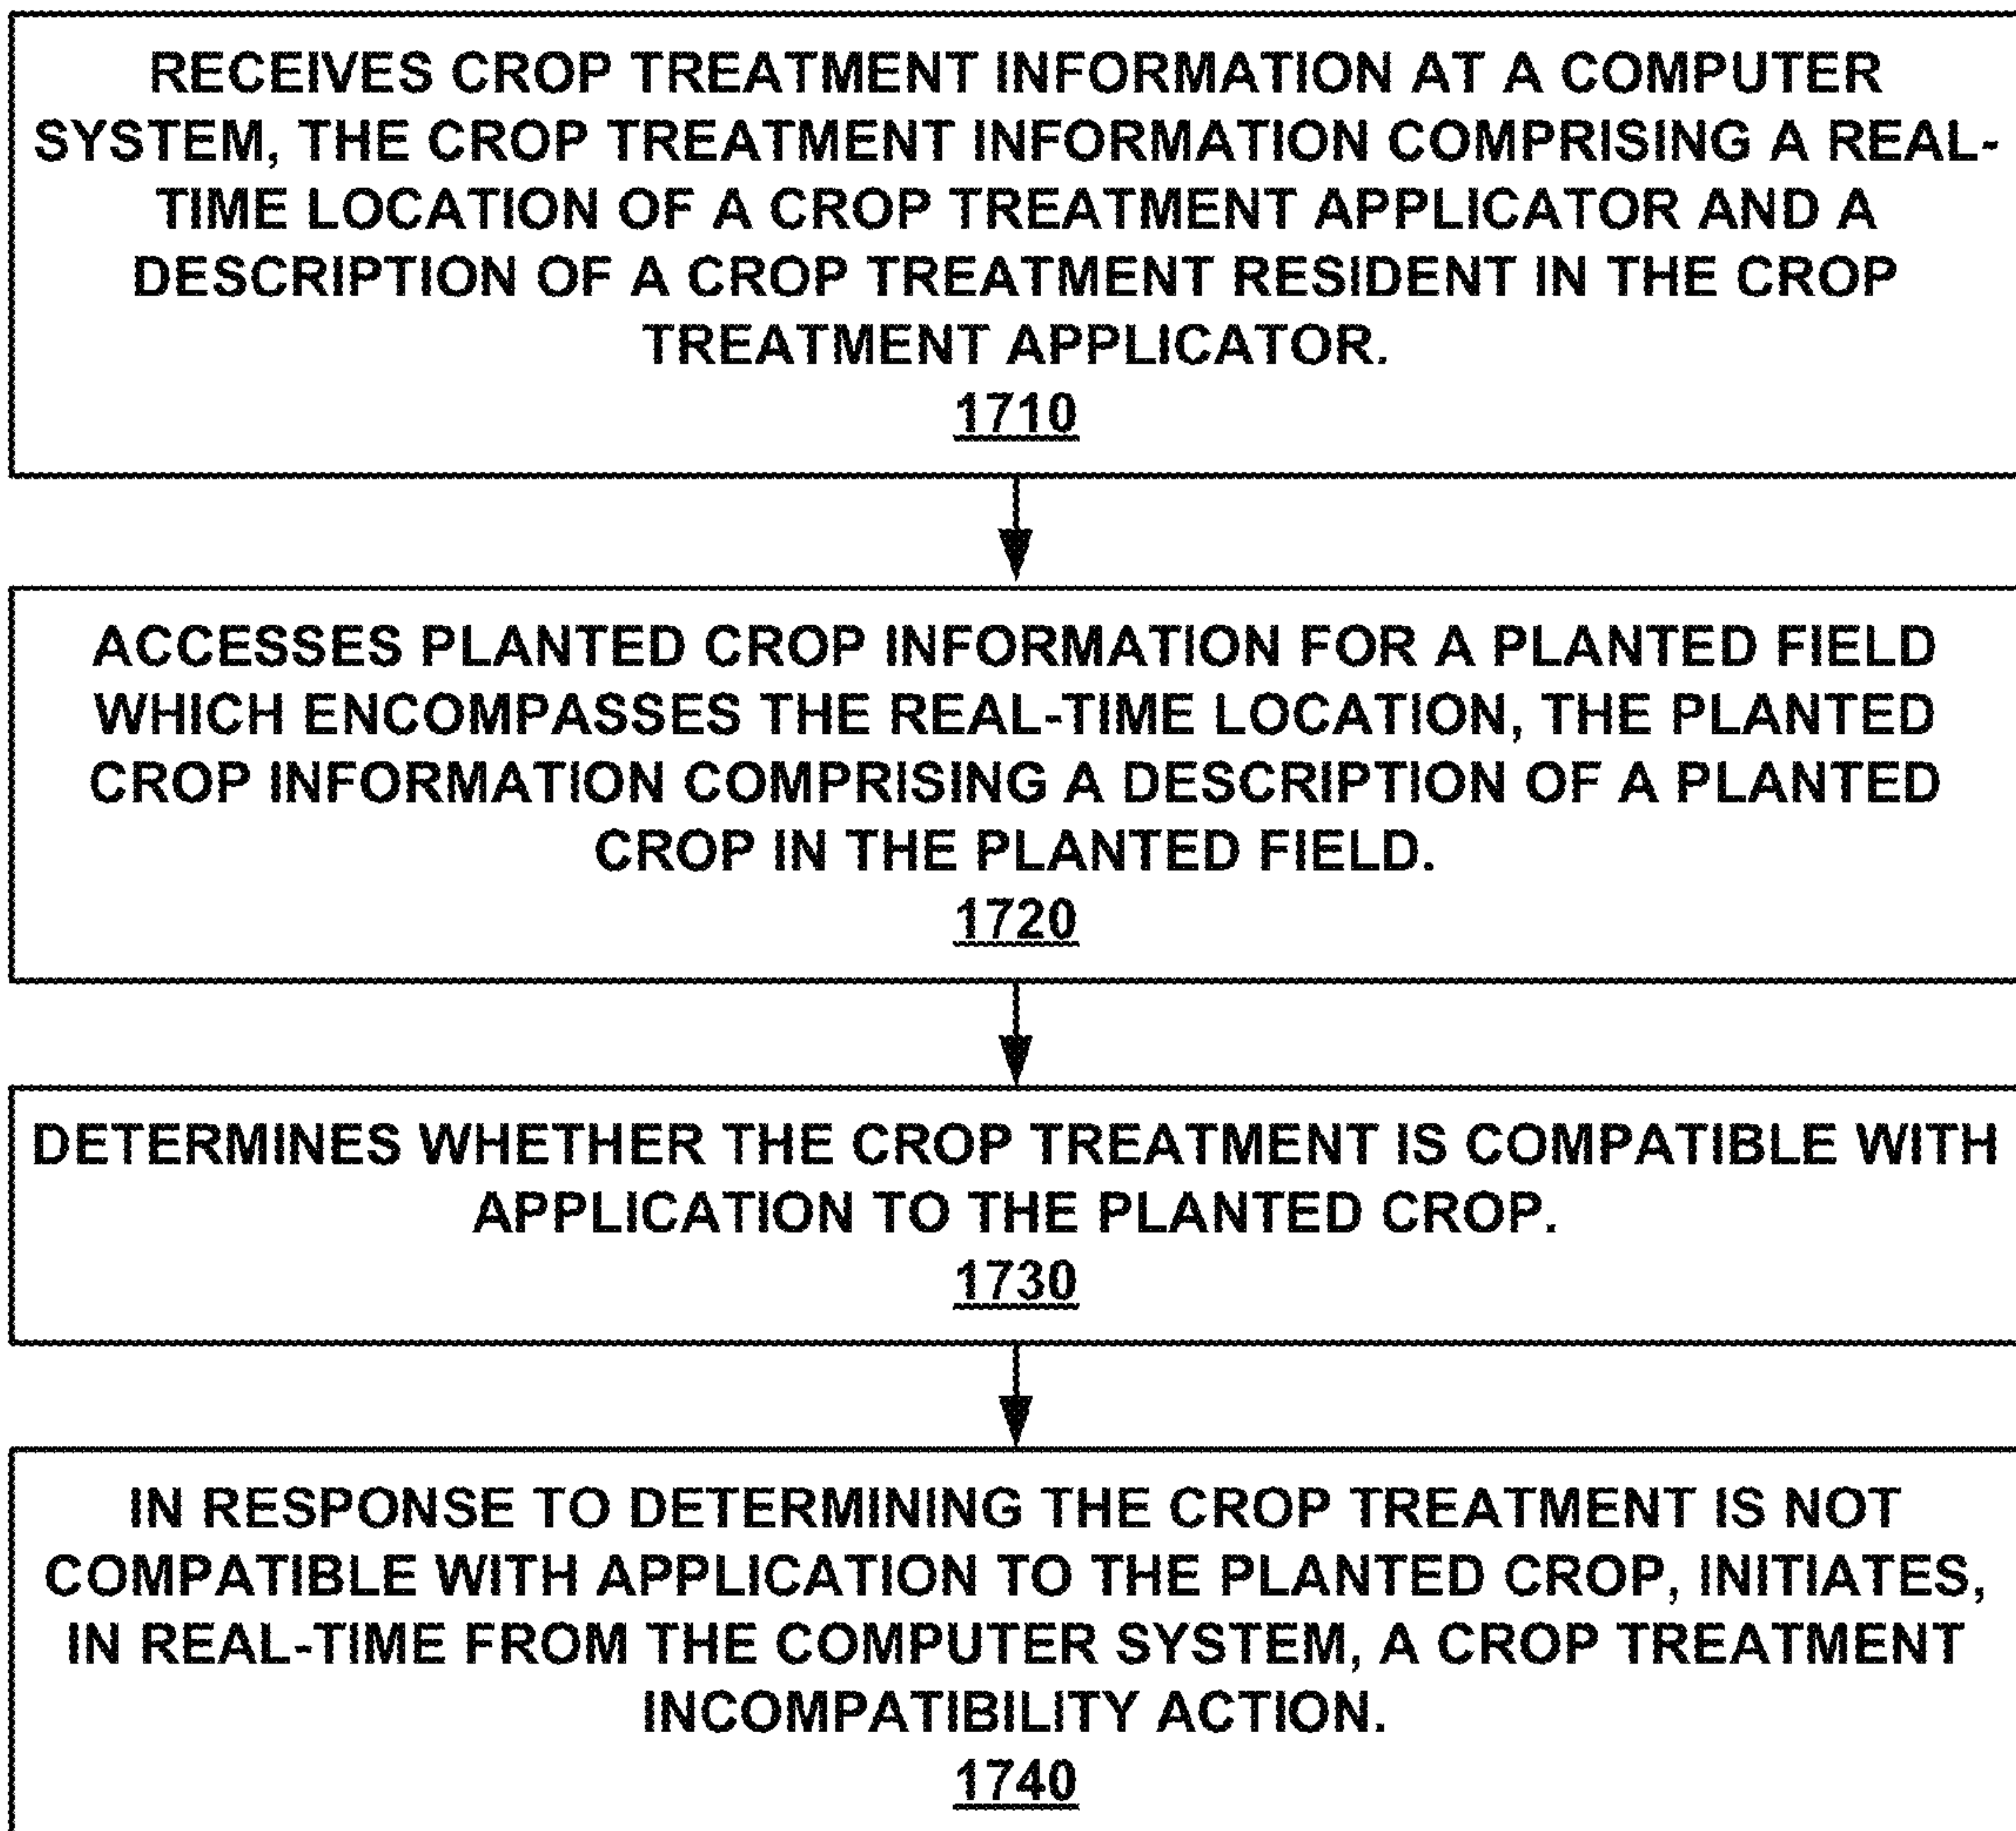 RECEIVES CROP TREATMENT INFORMATION AT A COMPUTER
SYSTEM, THE CROP TREATMENT INFORMATION COMPRISING A REAL-
TIME LOCATION OF A CROP TREATMENT APPLICATOR AND A
DESCRIPTION OF A CROP TREATMENT RESIDENT IN THE CROP
TREATMENT APPLICATOR.
1710
ACCESSES PLANTED CROP INFORMATION FOR A PLANTED FIELD
WHICH ENCOMPASSES THE REAL-TIME LOCATION, THE PLANTED
CROP INFORMATION COMPRISING A DESCRIPTION OF A PLANTED
CROP IN THE PLANTED FIELD.
1720
DETERMINES WHETHER THE CROP TREATMENT IS COMPATIBLE WITH
APPLICATION TO THE PLANTED CROP.
1730
IN RESPONSE TO DETERMINING THE CROP TREATMENT IS NOT
COMPATIBLE WITH APPLICATION TO THE PLANTED CROP, INITIATES,
IN REAL-TIME FROM THE COMPUTER SYSTEM, A CROP TREATMENT
INCOMPATIBILITY ACTION.
1740